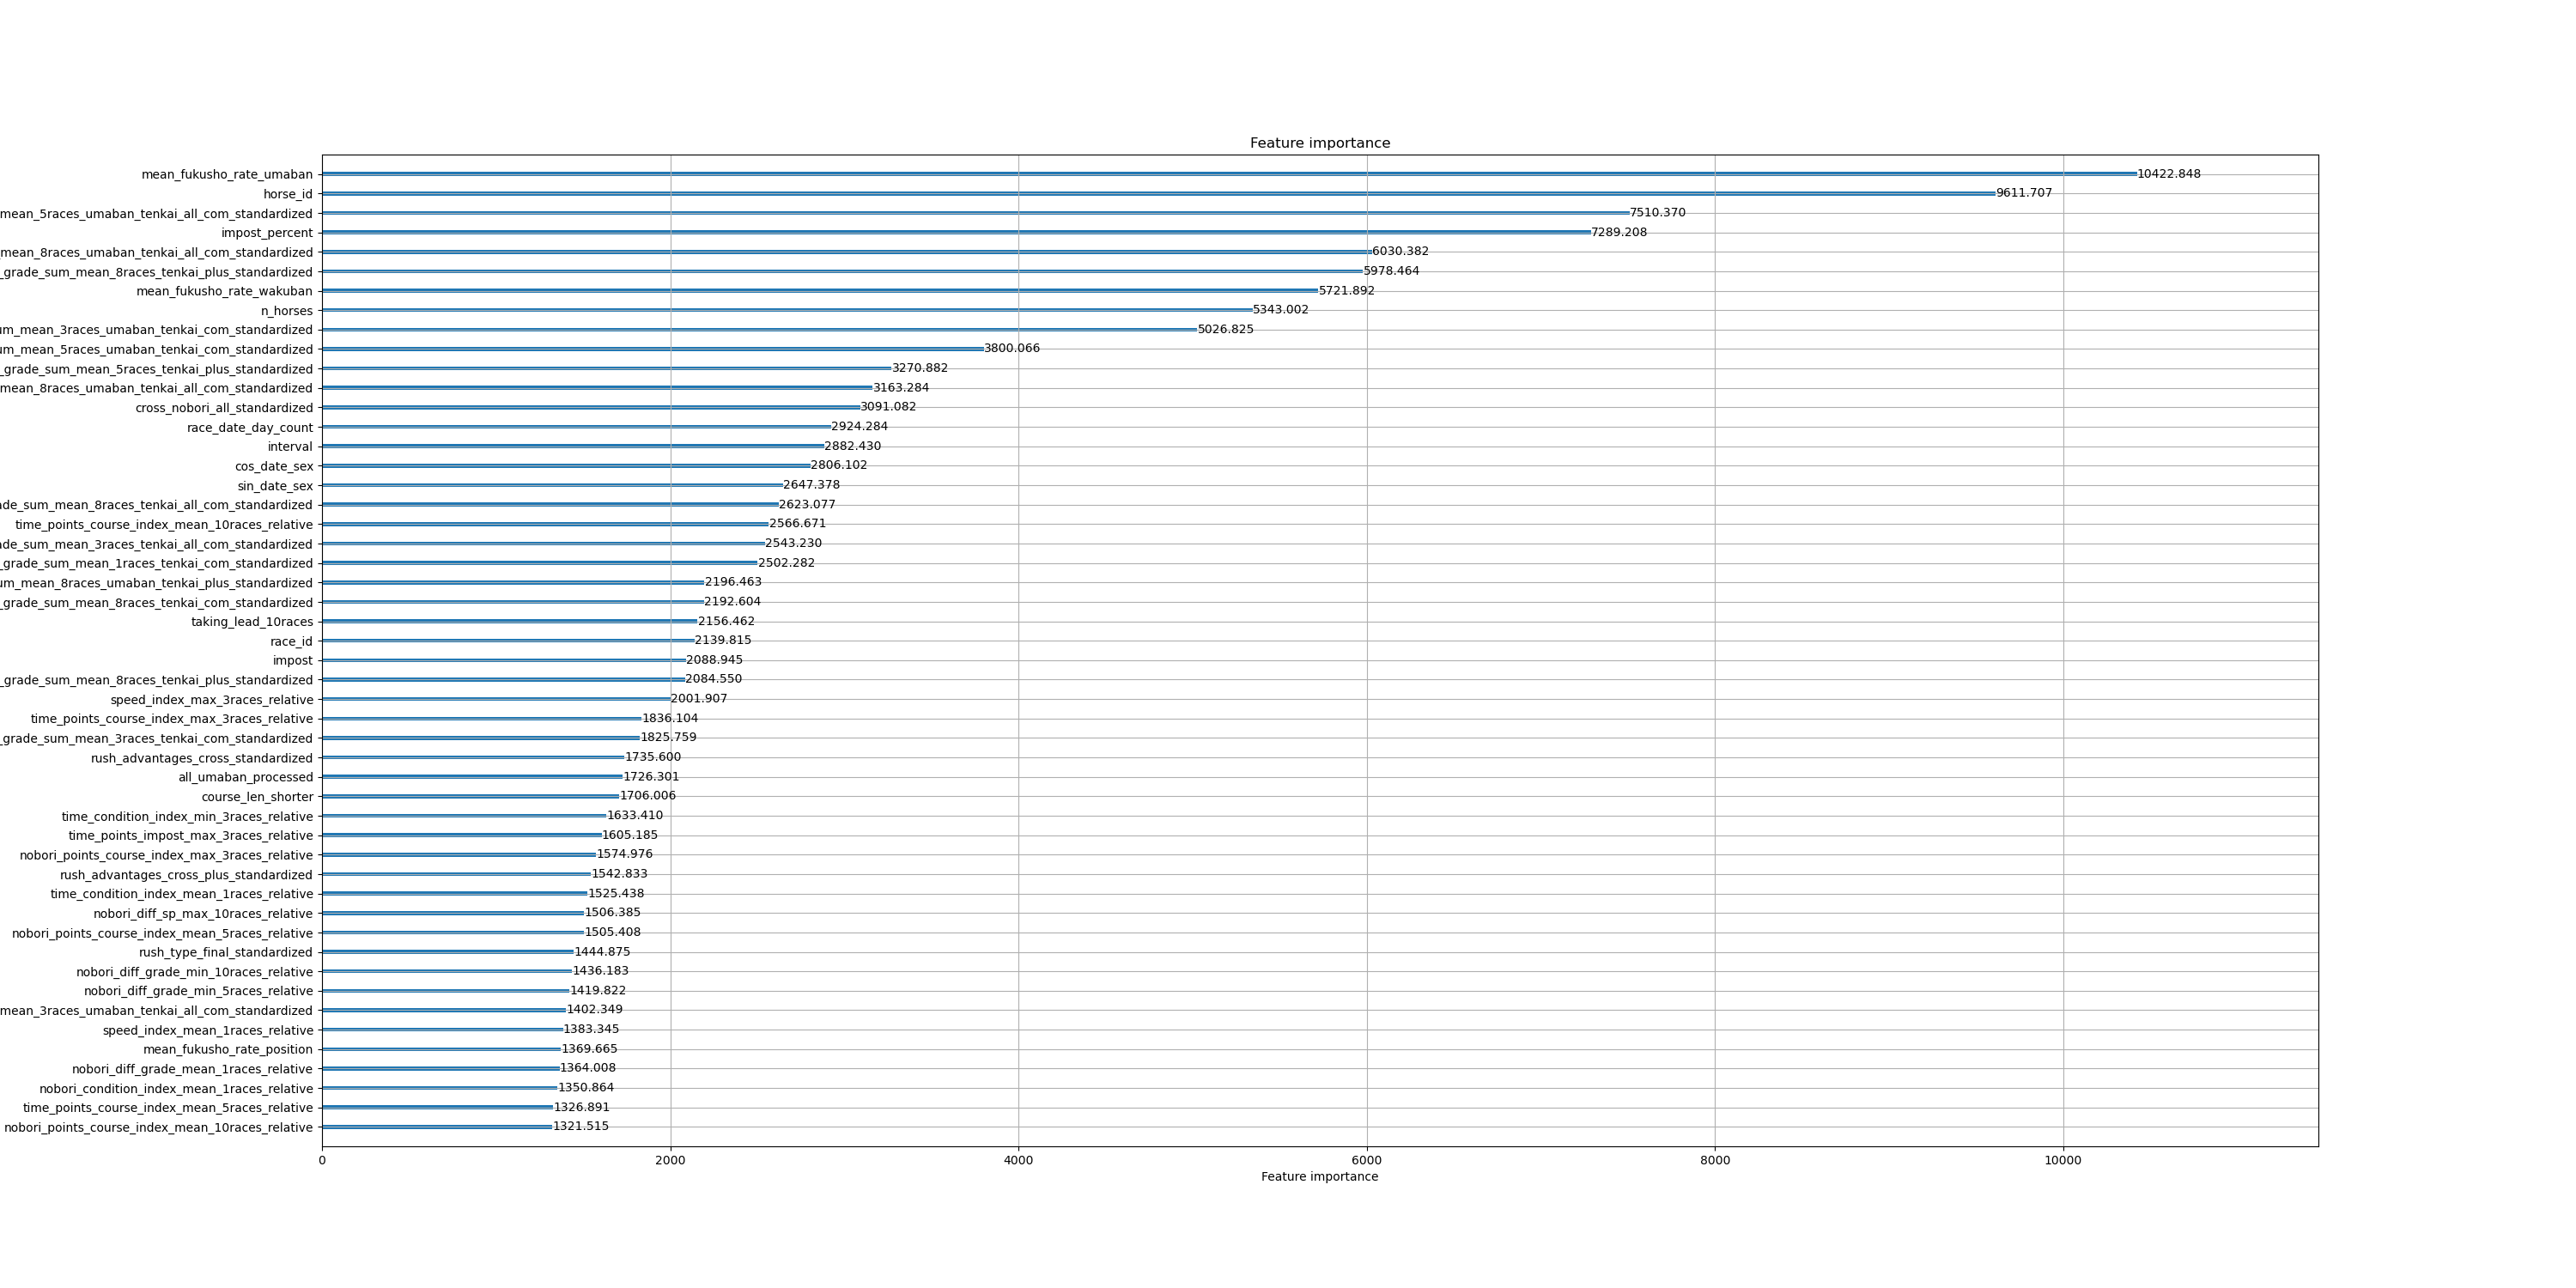 Feature importance
mean_fukusho_rate_umaban 10422.848
horse_id 9611.707
mean_5races_umaban_tenkai_all_com_standardized 7510.370
impost_percent 7289.208
mean_8races_umaban_tenkai_all_com_standardized 6030.382
_grade_sum_mean_8races_tenkai_plus_standardized 5978.464
mean_fukusho_rate_wakuban 5721.892
n_horses 5343.002
um_mean_3races_umaban_tenkai_com_standardized 5026.825
um_mean_5races_umaban_tenkai_com_standardized 3800.066
_grade_sum_mean_5races_tenkai_plus_standardized 3270.882
mean_8races_umaban_tenkai_all_com_standardized 3163.284
cross_nobori_all_standardized 3091.082
race_date_day_count 2924.284
interval 2882.430
cos_date_sex 2806.102
sin_date_sex 2647.378
de_sum_mean_8races_tenkai_all_com_standardized 2623.077
time_points_course_index_mean_10races_relative 2566.671
de_sum_mean_3races_tenkai_all_com_standardized 2543.230
_grade_sum_mean_1races_tenkai_com_standardized 2502.282
um_mean_8races_umaban_tenkai_plus_standardized 2196.463
_grade_sum_mean_8races_tenkai_com_standardized 2192.604
taking_lead_10races 2156.462
race_id 2139.815
impost 2088.945
_grade_sum_mean_8races_tenkai_plus_standardized 2084.550
speed_index_max_3races_relative 2001.907
time_points_course_index_max_3races_relative 1836.104
_grade_sum_mean_3races_tenkai_com_standardized 1825.759
rush_advantages_cross_standardized 1735.600
all_umaban_processed 1726.301
course_len_shorter 1706.006
time_condition_index_min_3races_relative 1633.410
time_points_impost_max_3races_relative 1605.185
nobori_points_course_index_max_3races_relative 1574.976
rush_advantages_cross_plus_standardized 1542.833
time_condition_index_mean_1races_relative 1525.438
nobori_diff_sp_max_10races_relative 1506.385
nobori_points_course_index_mean_5races_relative 1505.408
rush_type_final_standardized 1444.875
nobori_diff_grade_min_10races_relative 1436.183
nobori_diff_grade_min_5races_relative 1419.822
mean_3races_umaban_tenkai_all_com_standardized 1402.349
speed_index_mean_1races_relative 1383.345
mean_fukusho_rate_position 1369.665
nobori_diff_grade_mean_1races_relative 1364.008
nobori_condition_index_mean_1races_relative 1350.864
time_points_course_index_mean_5races_relative 1326.891
nobori_points_course_index_mean_10races_relative 1321.515
0 2000 4000 6000 8000 10000
Feature importance